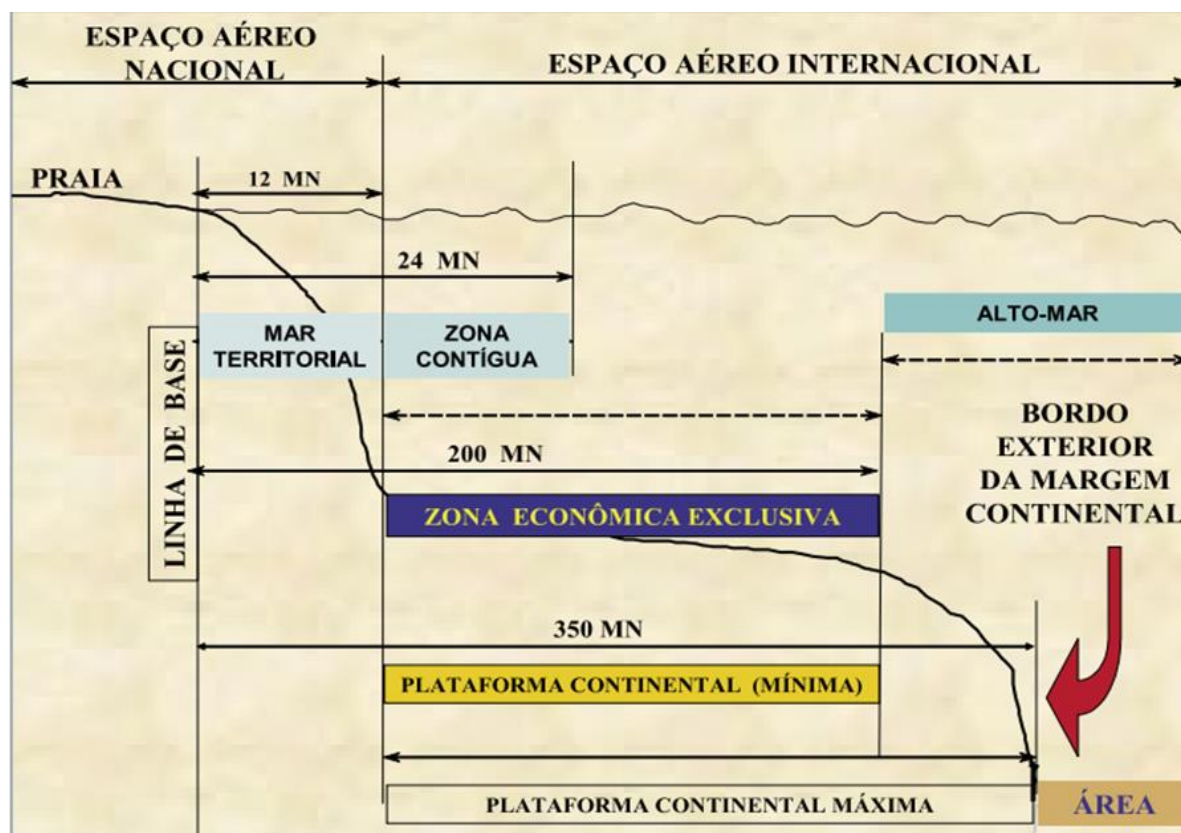 ESPAÇO AÉREO
NACIONAL
ESPAÇO AÉREO INTERNACIONAL
PRAIA
12 MN
24 MN
MAR
TERRITORIAL
ZONA
CONTÍGUA
ALTO-MAR
LINHA DE BASE
200 MN
ZONA ECONÔMICA EXCLUSIVA
BORDO
EXTERIOR
DA MARGEM
CONTINENTAL
350 MN
PLATAFORMA CONTINENTAL (MÍNIMA)
PLATAFORMA CONTINENTAL MÁXIMA
ÁREA